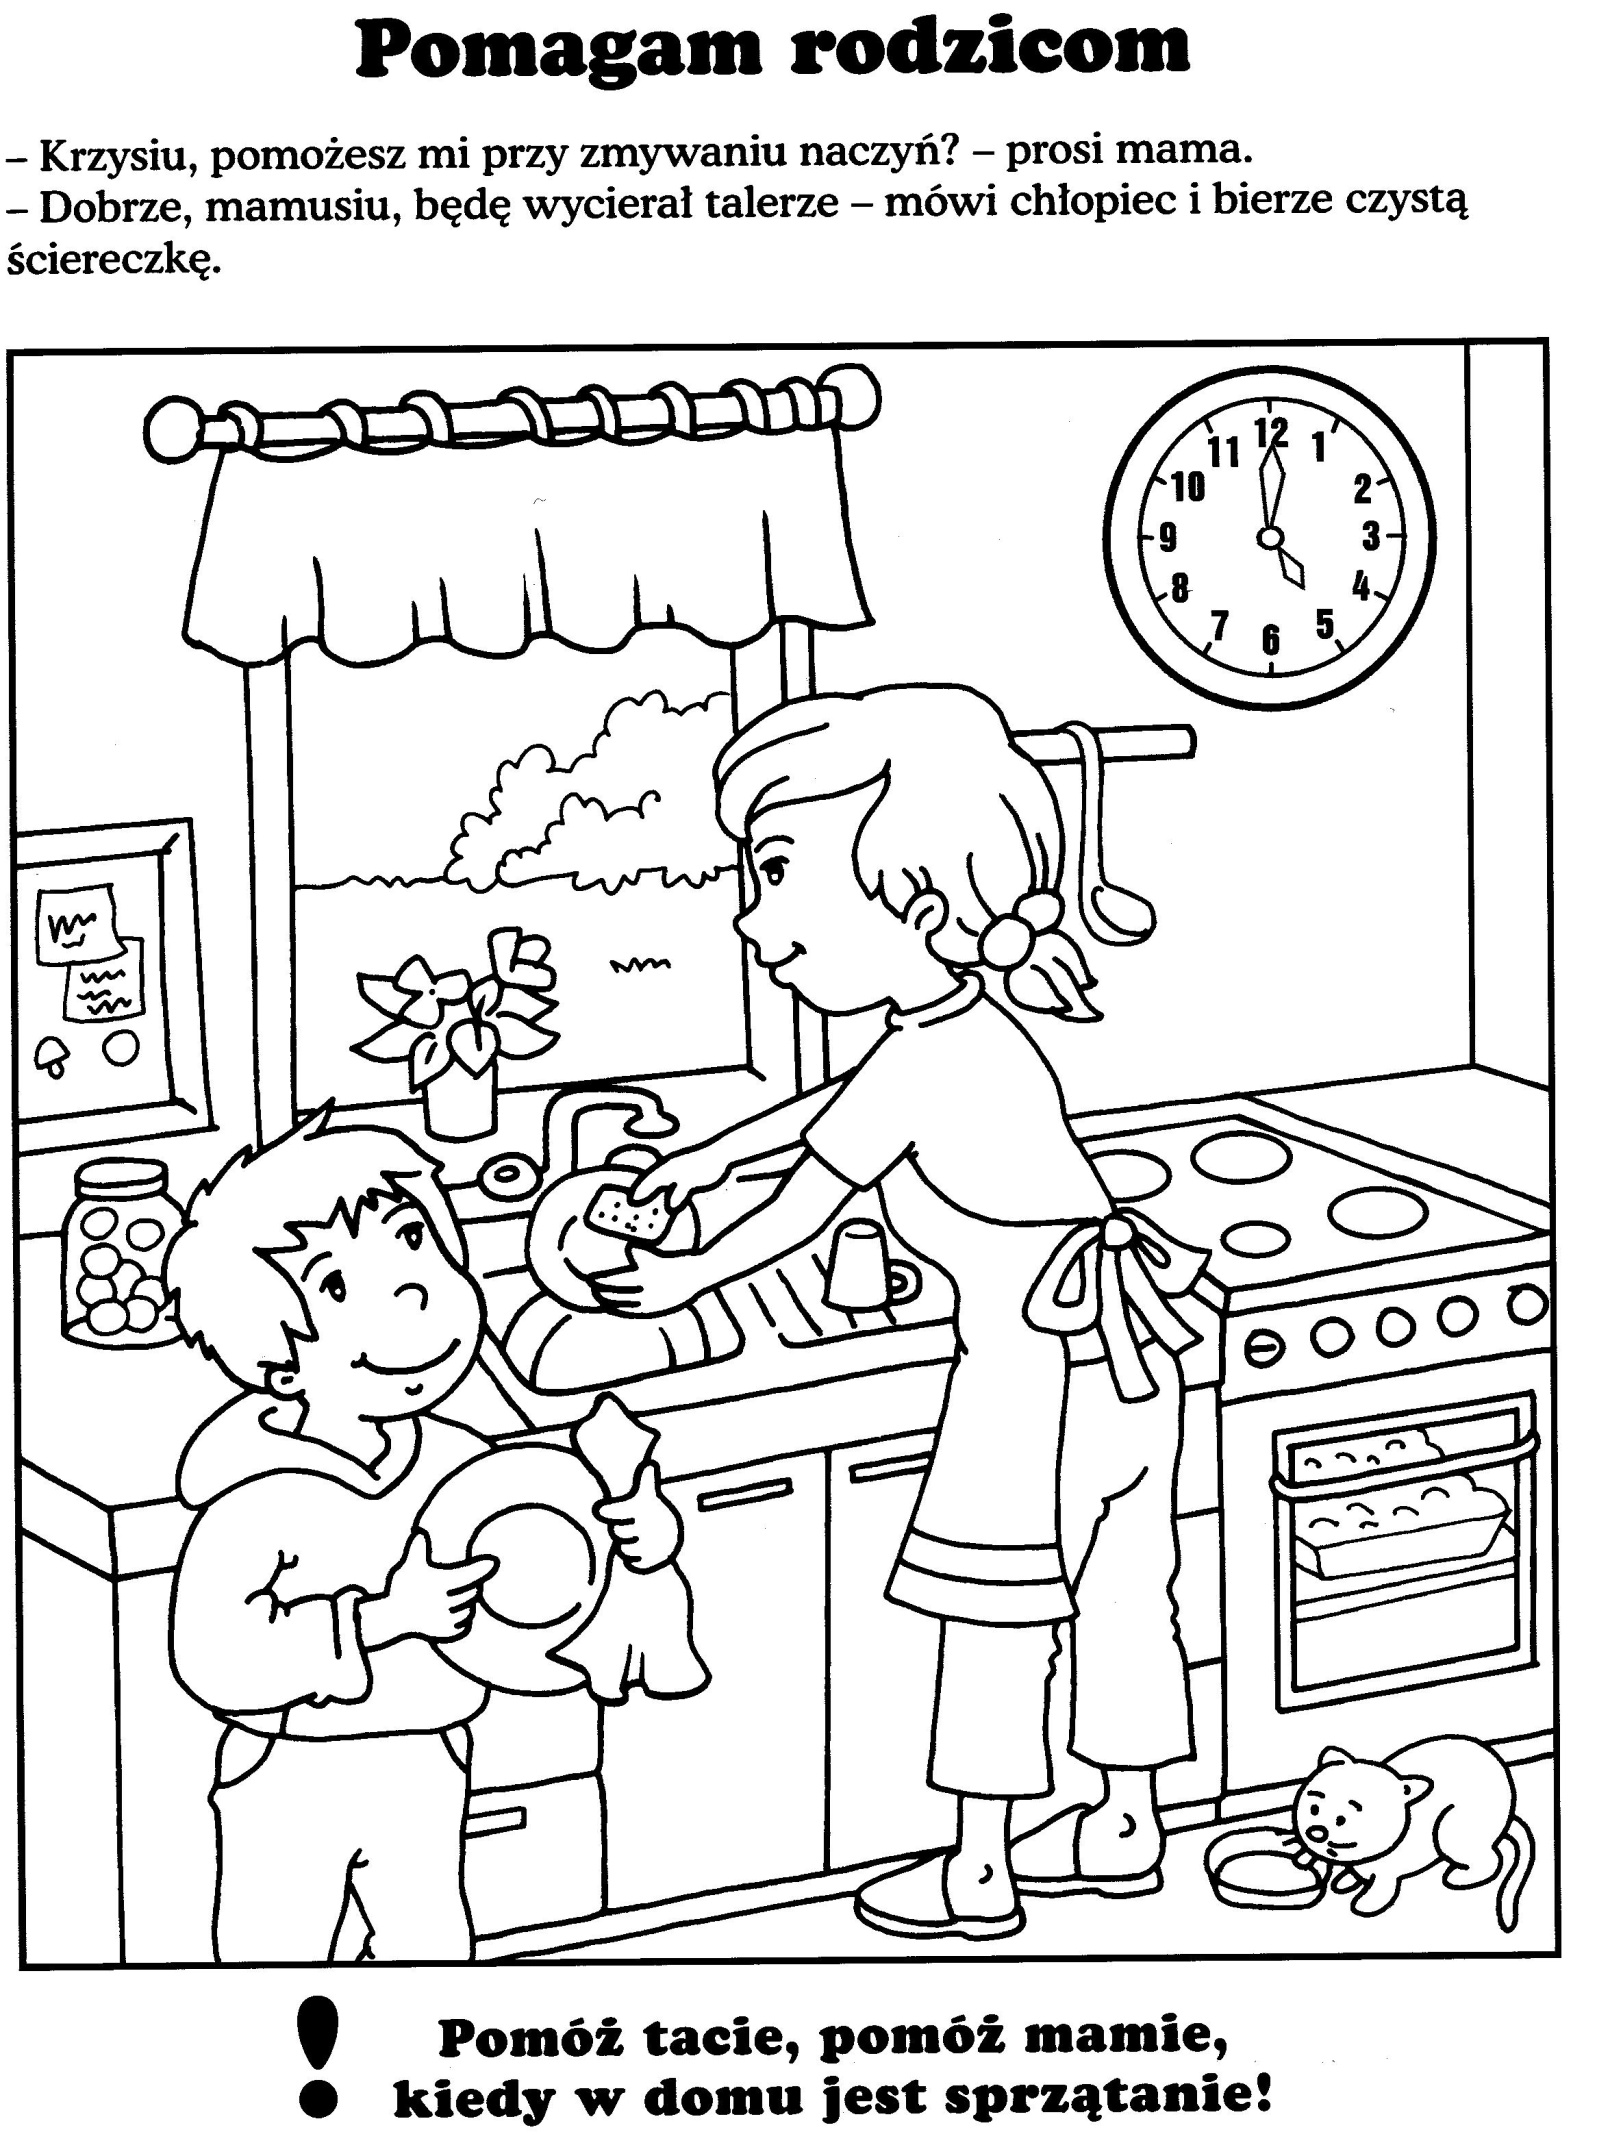 Pomagam rodzicom
– Krzysiu, pomożesz mi przy zmywaniu naczyń? – prosi mama.
– Dobrze, mamusiu, będę wycierał talerze – mówi chłopiec i bierze czystą
ściereczkę.
12
11 1
10 2
9 3
8 4
7 5
6
! Pomóż tacie, pomóż mamie,
kiedy w domu jest sprzątanie!